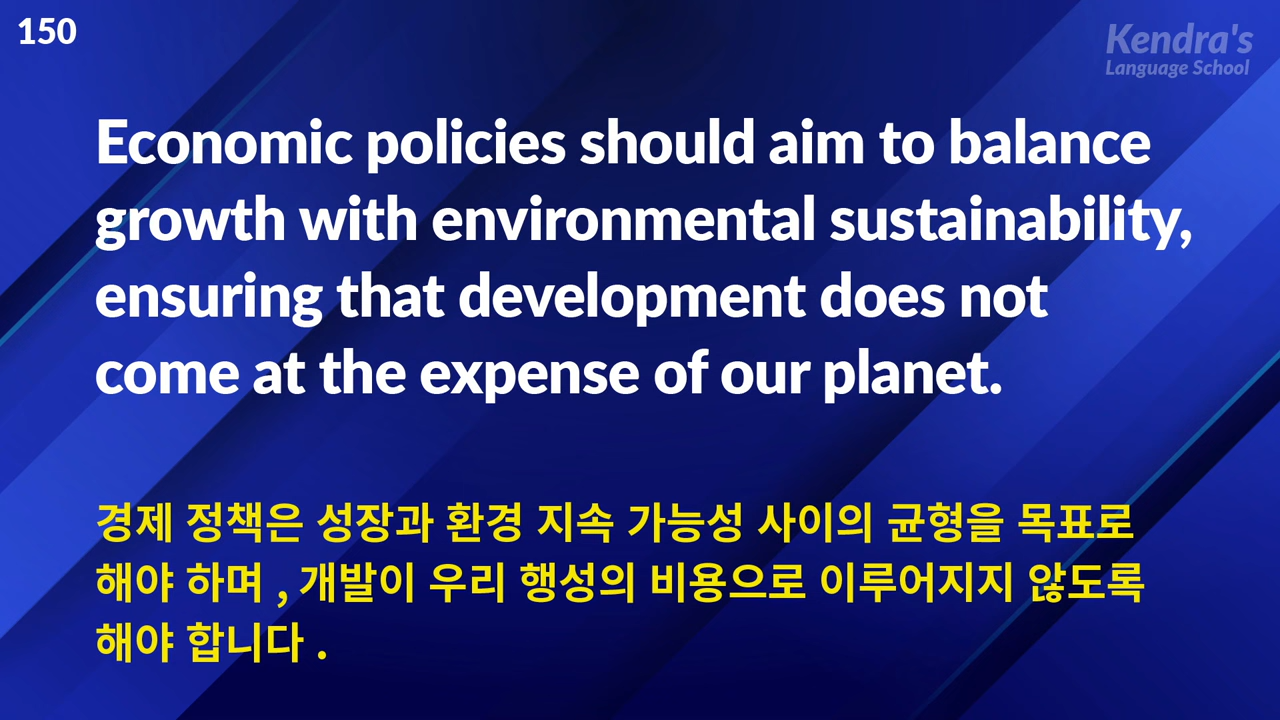 150
Kendra's
Language School
Economic policies should aim to balance
growth with environmental sustainability,
ensuring that development does not
come at the expense of our planet.
경제 정책은 성장과 환경 지속 가능성 사이의 균형을 목표로
해야 하며 , 개발이 우리 행성의 비용으로 이루어지지 않도록
해야 합니다 .